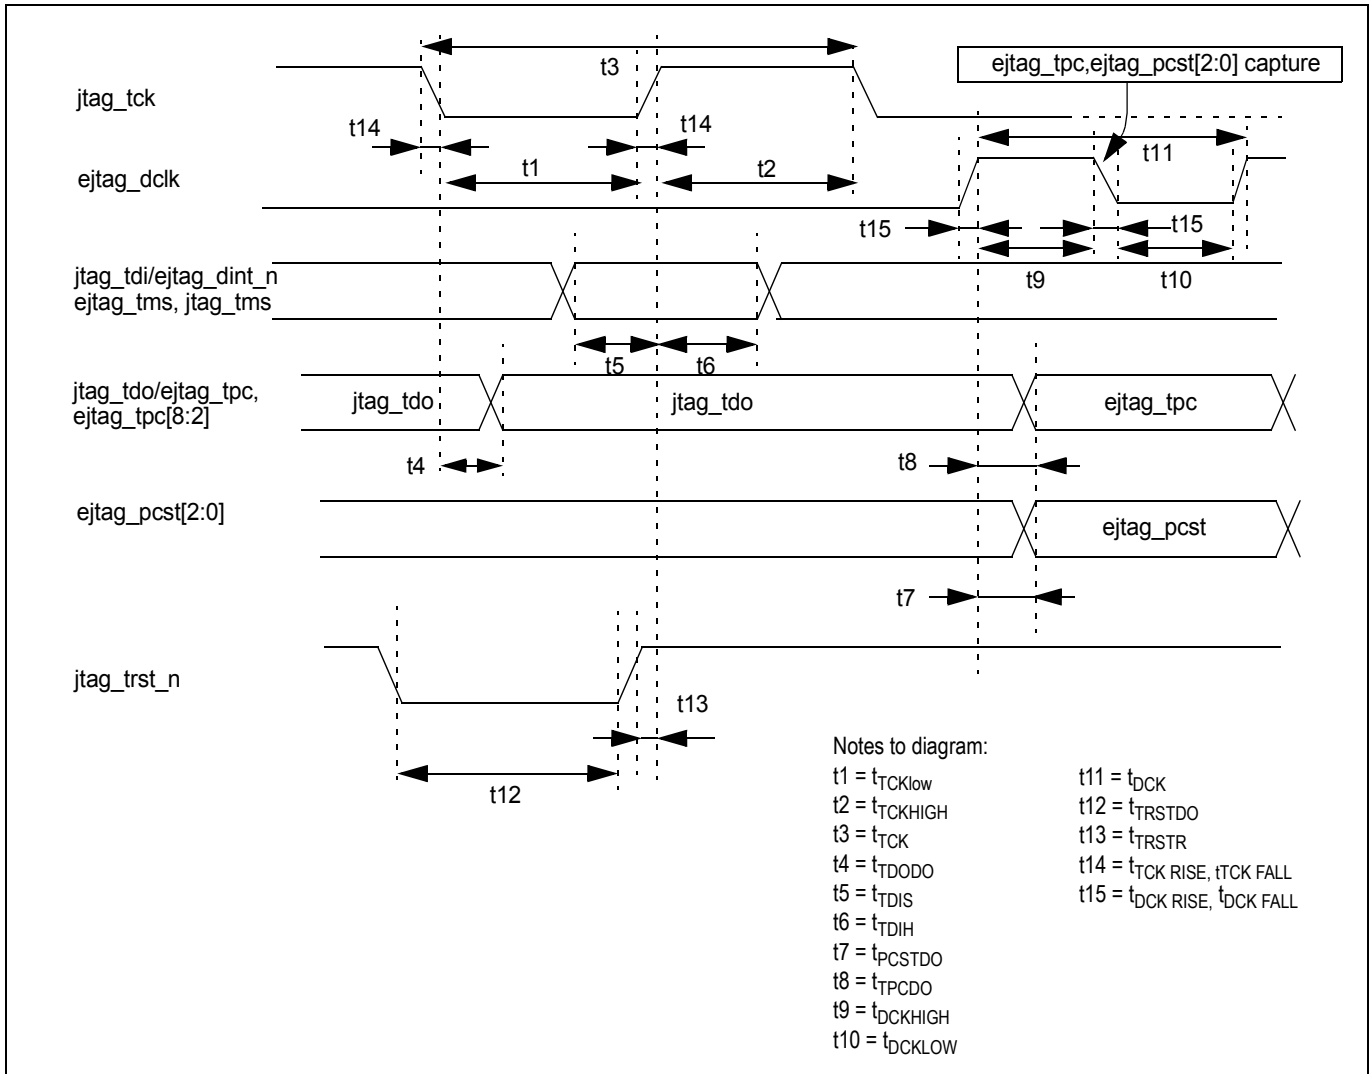 t3
ejtag_tpc,ejtag_pcst[2:0] capture
jtag_tck
t14
t14
t11
ejtag_dclk
t1
t2
t15
t15
jtag_tdi/ejtag_dint_n
ejtag_tms, jtag_tms
t9
t10
t5
t6
jtag_tdo/ejtag_tpc,
ejtag_tpc[8:2]
jtag_tdo
jtag_tdo
ejtag_tpc
t4
t8
ejtag_pcst[2:0]
ejtag_pcst
t7
jtag_trst_n
t13
t12
Notes to diagram:
t1 = tTCKlow
t2 = tTCKHIGH
t3 = tTCK
t4 = tTDODO
t5 = tTDIS
t6 = tTDIH
t7 = tPCSTDO
t8 = tTPCDO
t9 = tDCKHIGH
t10 = tDCKLOW
t11 = tDCK
t12 = tTRSTDO
t13 = tTRSTR
t14 = tTCK RISE, tTCK FALL
t15 = tDCK RISE, tDCK FALL